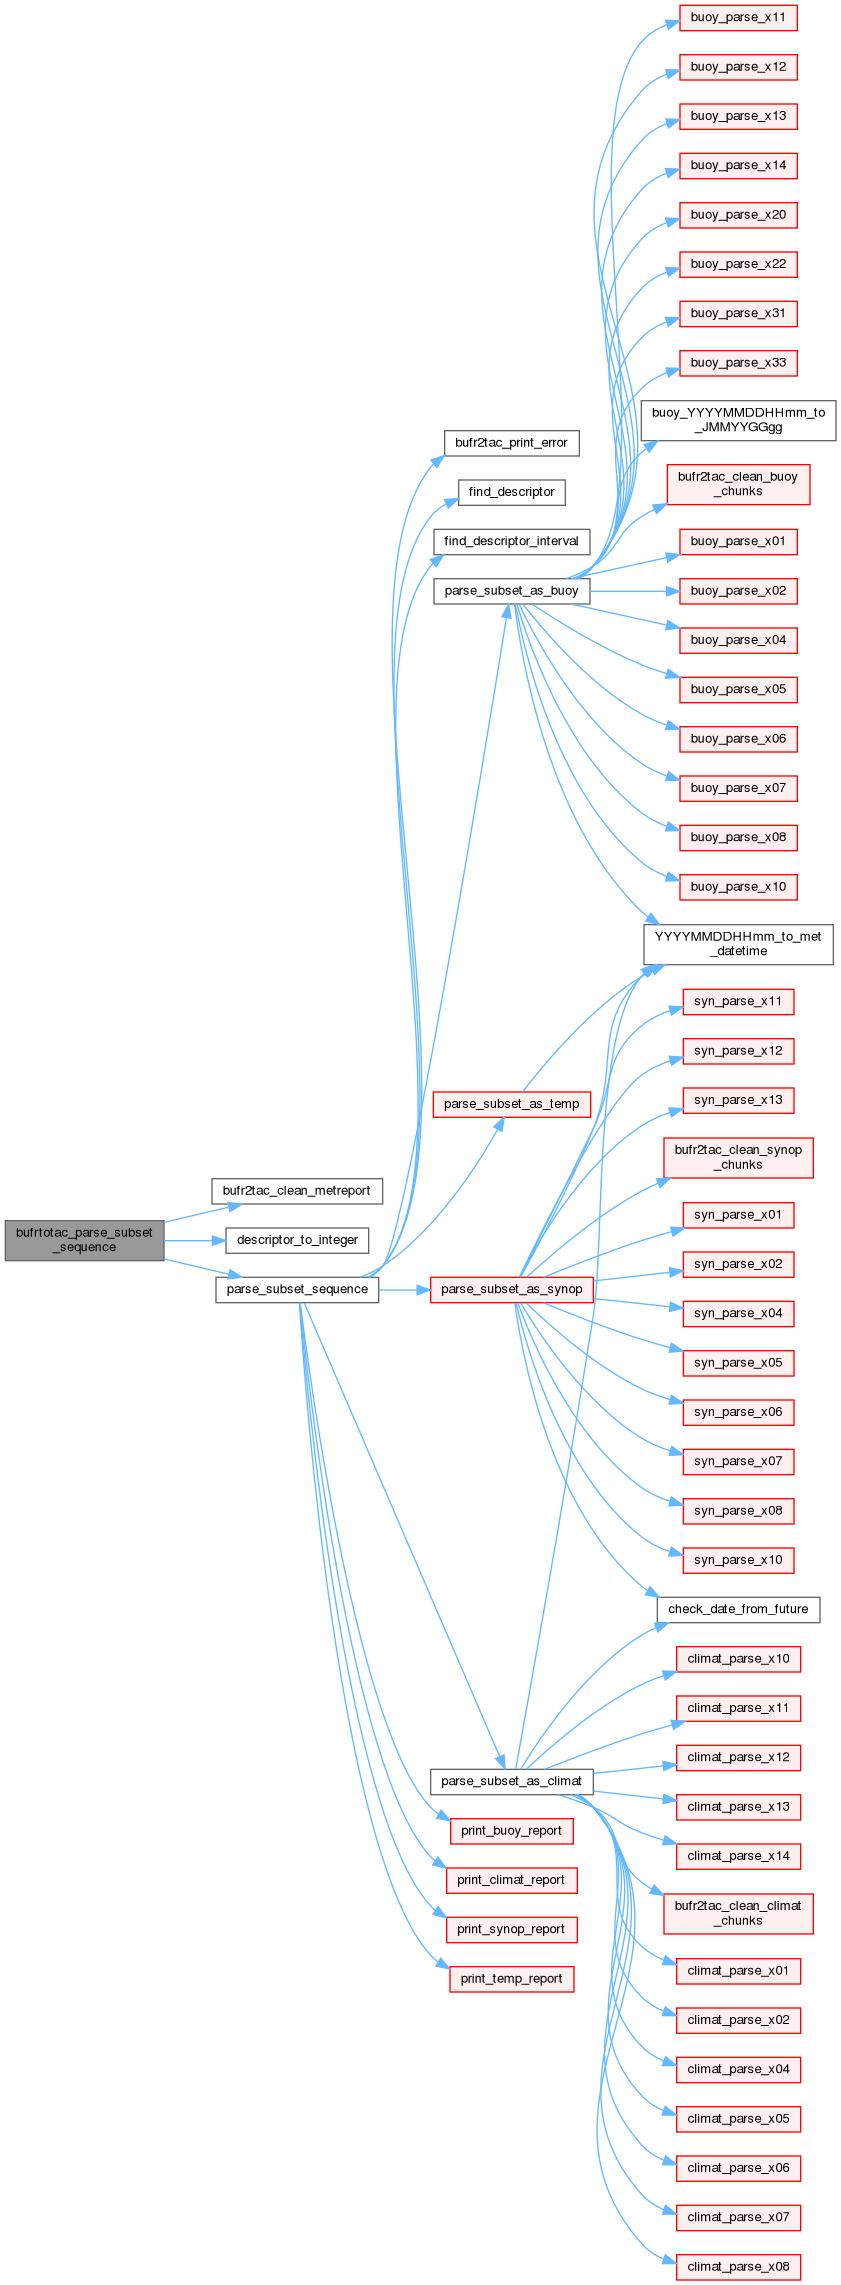 buoy_parse_x11
buoy_parse_x12
buoy_parse_x13
buoy_parse_x14
buoy_parse_x20
buoy_parse_x22
buoy_parse_x31
buoy_parse_x33
buoy_YYYYMMDDHHmm_to
_JMMYYGGgg
bufr2tac_print_error
bufr2tac_clean_buoy
_chunks
find_descriptor
find_descriptor_interval
buoy_parse_x01
parse_subset_as_buoy
buoy_parse_x02
buoy_parse_x04
buoy_parse_x05
buoy_parse_x06
buoy_parse_x07
buoy_parse_x08
buoy_parse_x10
YYYYMMDDHHmm_to_met
_datetime
syn_parse_x11
syn_parse_x12
parse_subset_as_temp
syn_parse_x13
bufr2tac_clean_synop
_chunks
bufr2tac_clean_metreport
syn_parse_x01
bufrtotac_parse_subset
_sequence
descriptor_to_integer
syn_parse_x02
parse_subset_sequence
parse_subset_as_synop
syn_parse_x04
syn_parse_x05
syn_parse_x06
syn_parse_x07
syn_parse_x08
syn_parse_x10
check_date_from_future
climat_parse_x10
climat_parse_x11
climat_parse_x12
parse_subset_as_climat
climat_parse_x13
print_buoy_report
climat_parse_x14
print_climat_report
bufr2tac_clean_climat
_chunks
print_synop_report
climat_parse_x01
print_temp_report
climat_parse_x02
climat_parse_x04
climat_parse_x05
climat_parse_x06
climat_parse_x07
climat_parse_x08